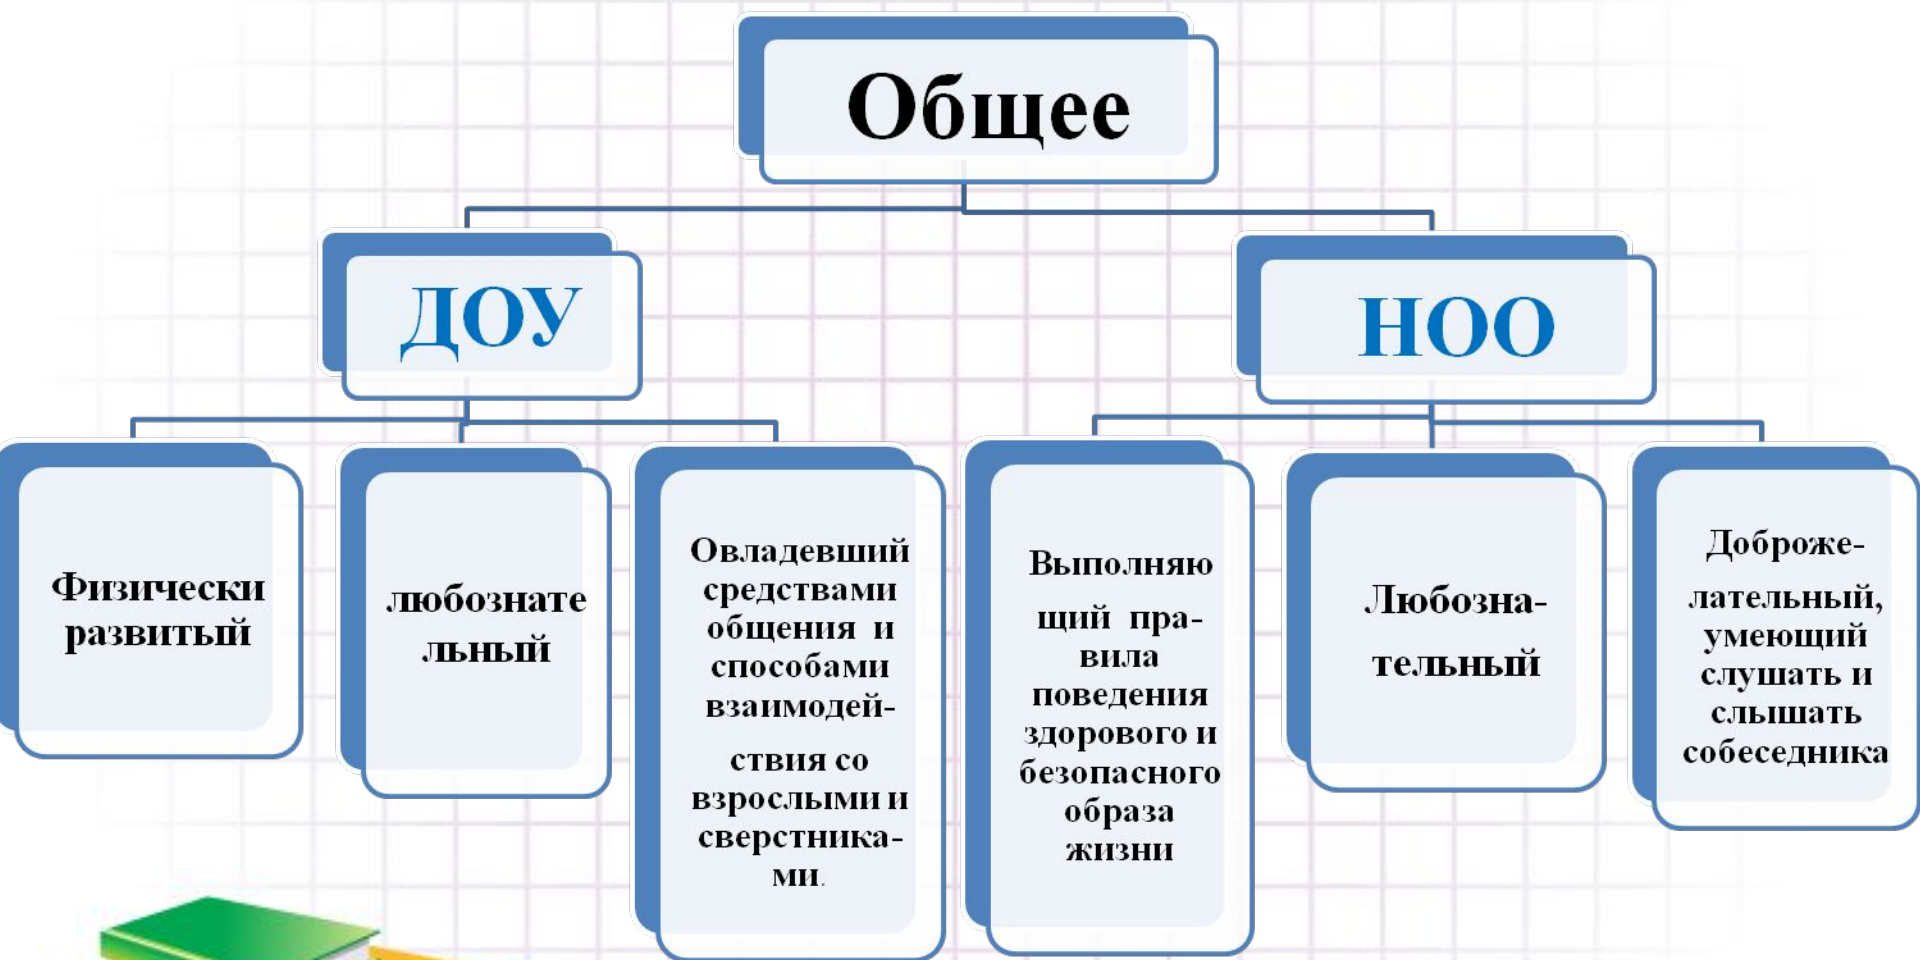 Общее
ДОУ
НОО
Физически
развитый
любознате
льный
Овладевший
средствами
общения и
способами
взаимодей-
ствия со
взрослыми и
сверстника-
ми.
Выполняю
щий пра-
вила
поведения
здорового и
безопасного
образа
жизни
Любозна-
тельный
Доброже-
лательный,
умеющий
слушать и
слышать
собеседника